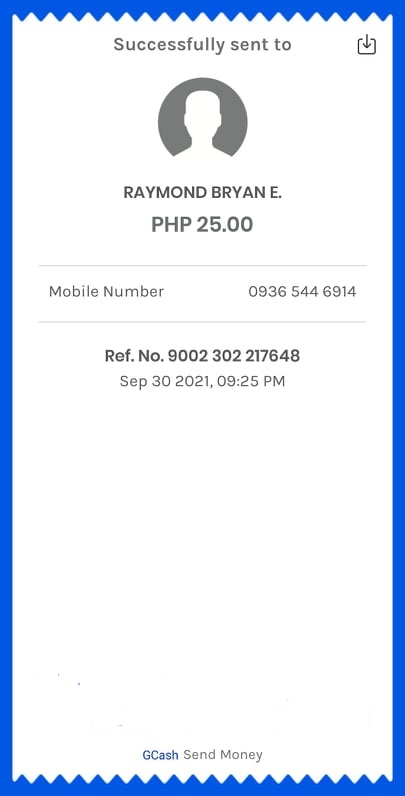 Successfully sent to
RAYMOND BRYAN E.
PHP 25.00
Mobile Number 0936 544 6914
Ref. No. 9002 302 217648
Sep 30 2021, 09:25 PM
GCash Send Money